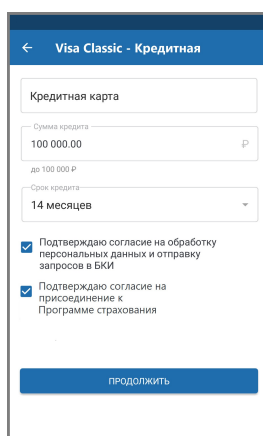 Visa Classic - Кредитная
Кредитная карта
Сумма кредита
100 000.00 ₽
до 100 000 ₽
Срок кредита
14 месяцев
Подтверждаю согласие на обработку
персональных данных и отправку
запросов в БКИ
Подтверждаю согласие на
присоединение к
Программе страхования
ПРОДОЛЖИТЬ